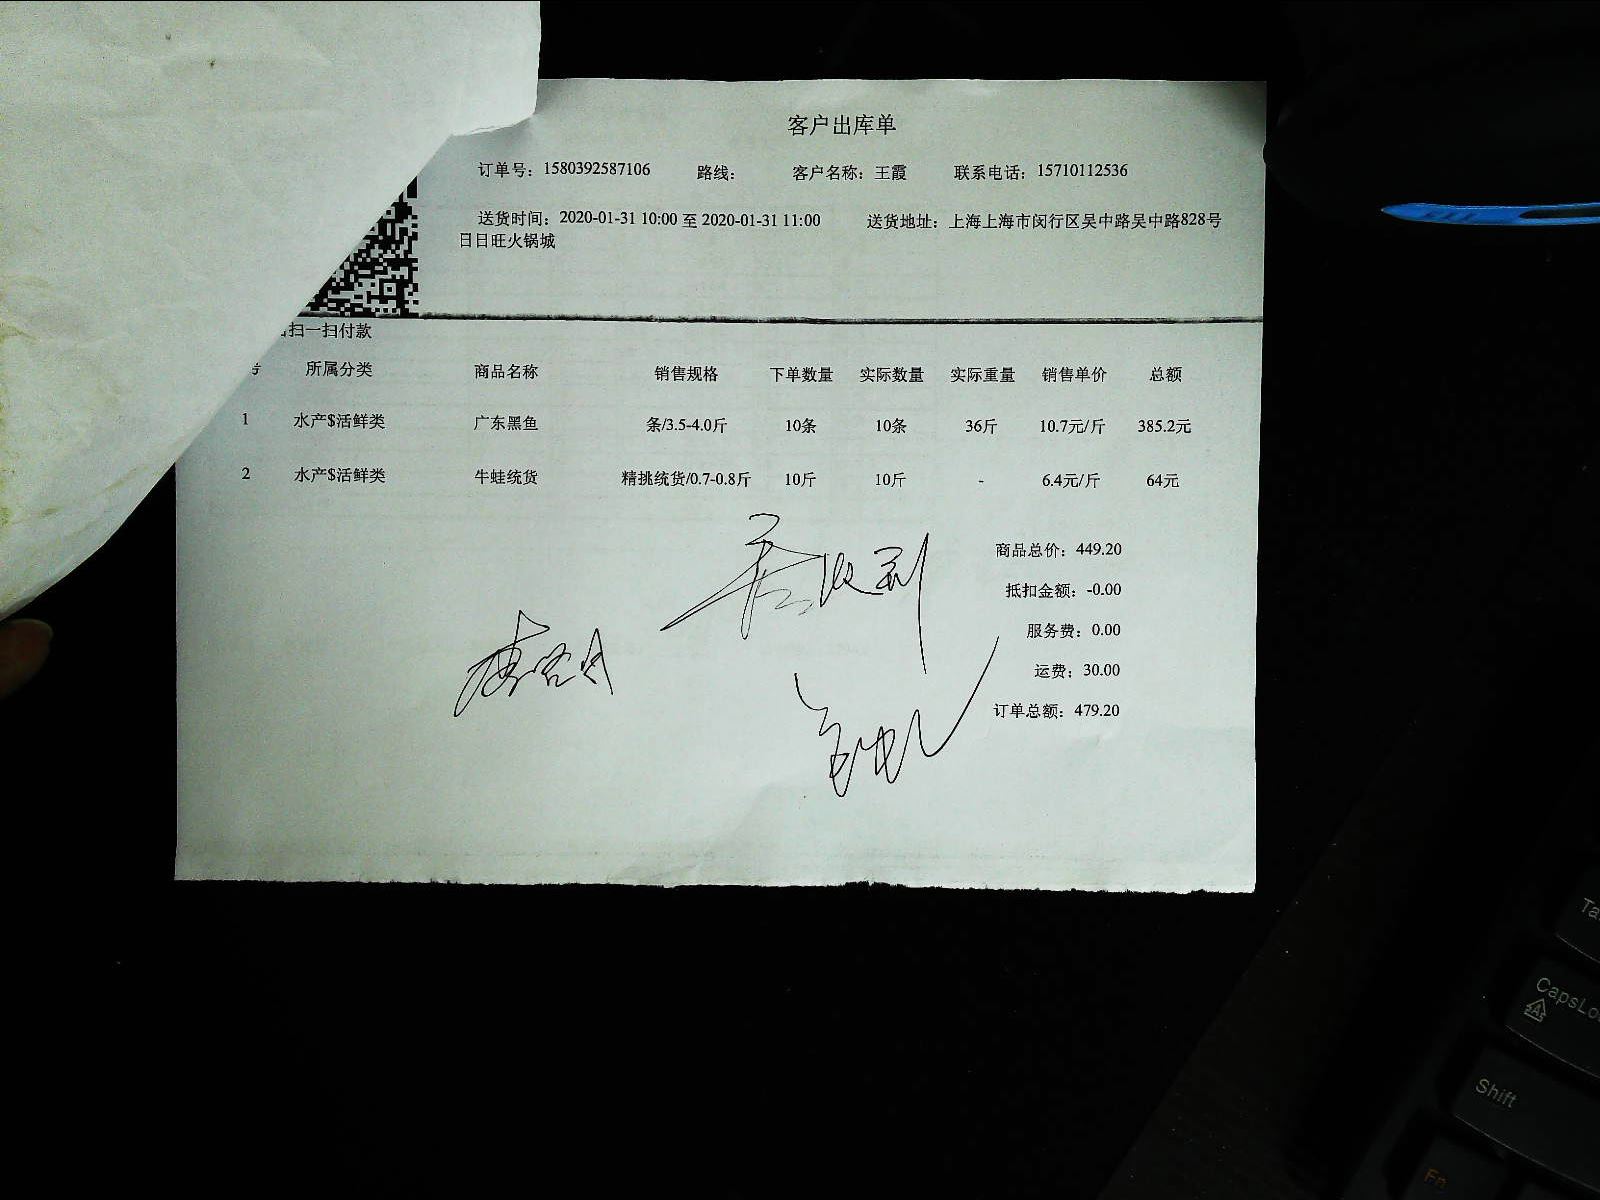 客户出库单
订单号：1580392587106 路线： 客户名称：王霞 联系电话：15710112536
送货时间：2020-01-31 10:00 至 2020-01-31 11:00 送货地址：上海上海市闵行区吴中路吴中路828号
日日旺火锅城
扫一扫付款
号 所属分类 商品名称 销售规格 下单数量 实际数量 实际重量 销售单价 总额
1 水产$活鲜类 广东黑鱼 条/3.5-4.0斤 10条 10条 36斤 10.7元/斤 385.2元
2 水产$活鲜类 牛蛙统货 精挑统货/0.7-0.8斤 10斤 10斤 - 6.4元/斤 64元
商品总价：449.20
抵扣金额：-0.00
服务费：0.00
运费：30.00
订单总额：479.20
CapsLo
Shift
Fn